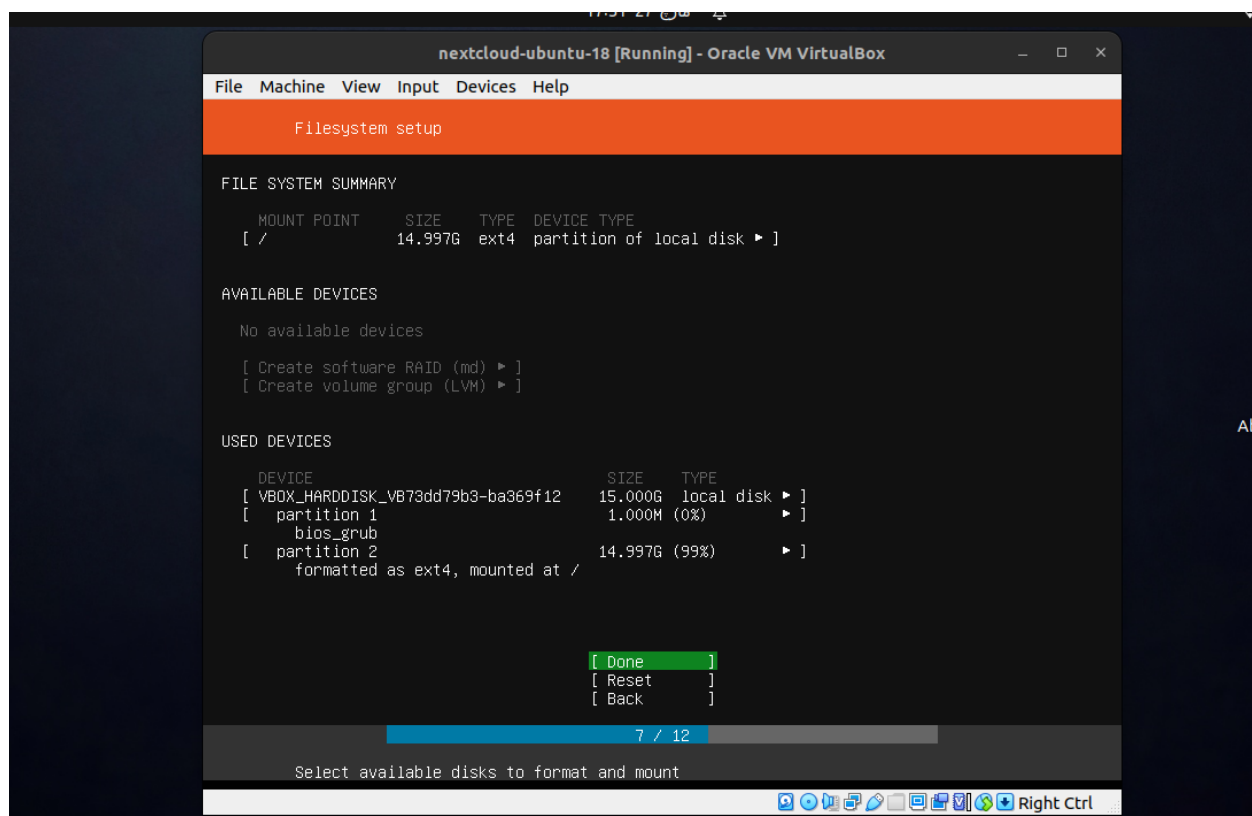 nextcloud-ubuntu-18 [Running] - Oracle VM VirtualBox
File Machine View Input Devices Help
Filesystem setup
FILE SYSTEM SUMMARY
MOUNT POINT SIZE TYPE DEVICE TYPE
[ / 14.997G ext4 partition of local disk ▸ ]
AVAILABLE DEVICES
No available devices
[ Create software RAID (md) ▸ ]
[ Create volume group (LVM) ▸ ]
USED DEVICES
DEVICE SIZE TYPE
[ VBOX_HARDDISK_VB73dd79b3-ba369f12 15.000G local disk ▸ ]
[ partition 1 1.000M (0%) ▸ ]
bios_grub
[ partition 2 14.997G (99%) ▸ ]
formatted as ext4, mounted at /
[ Done ]
[ Reset ]
[ Back ]
7 / 12
Select available disks to format and mount
Right Ctrl